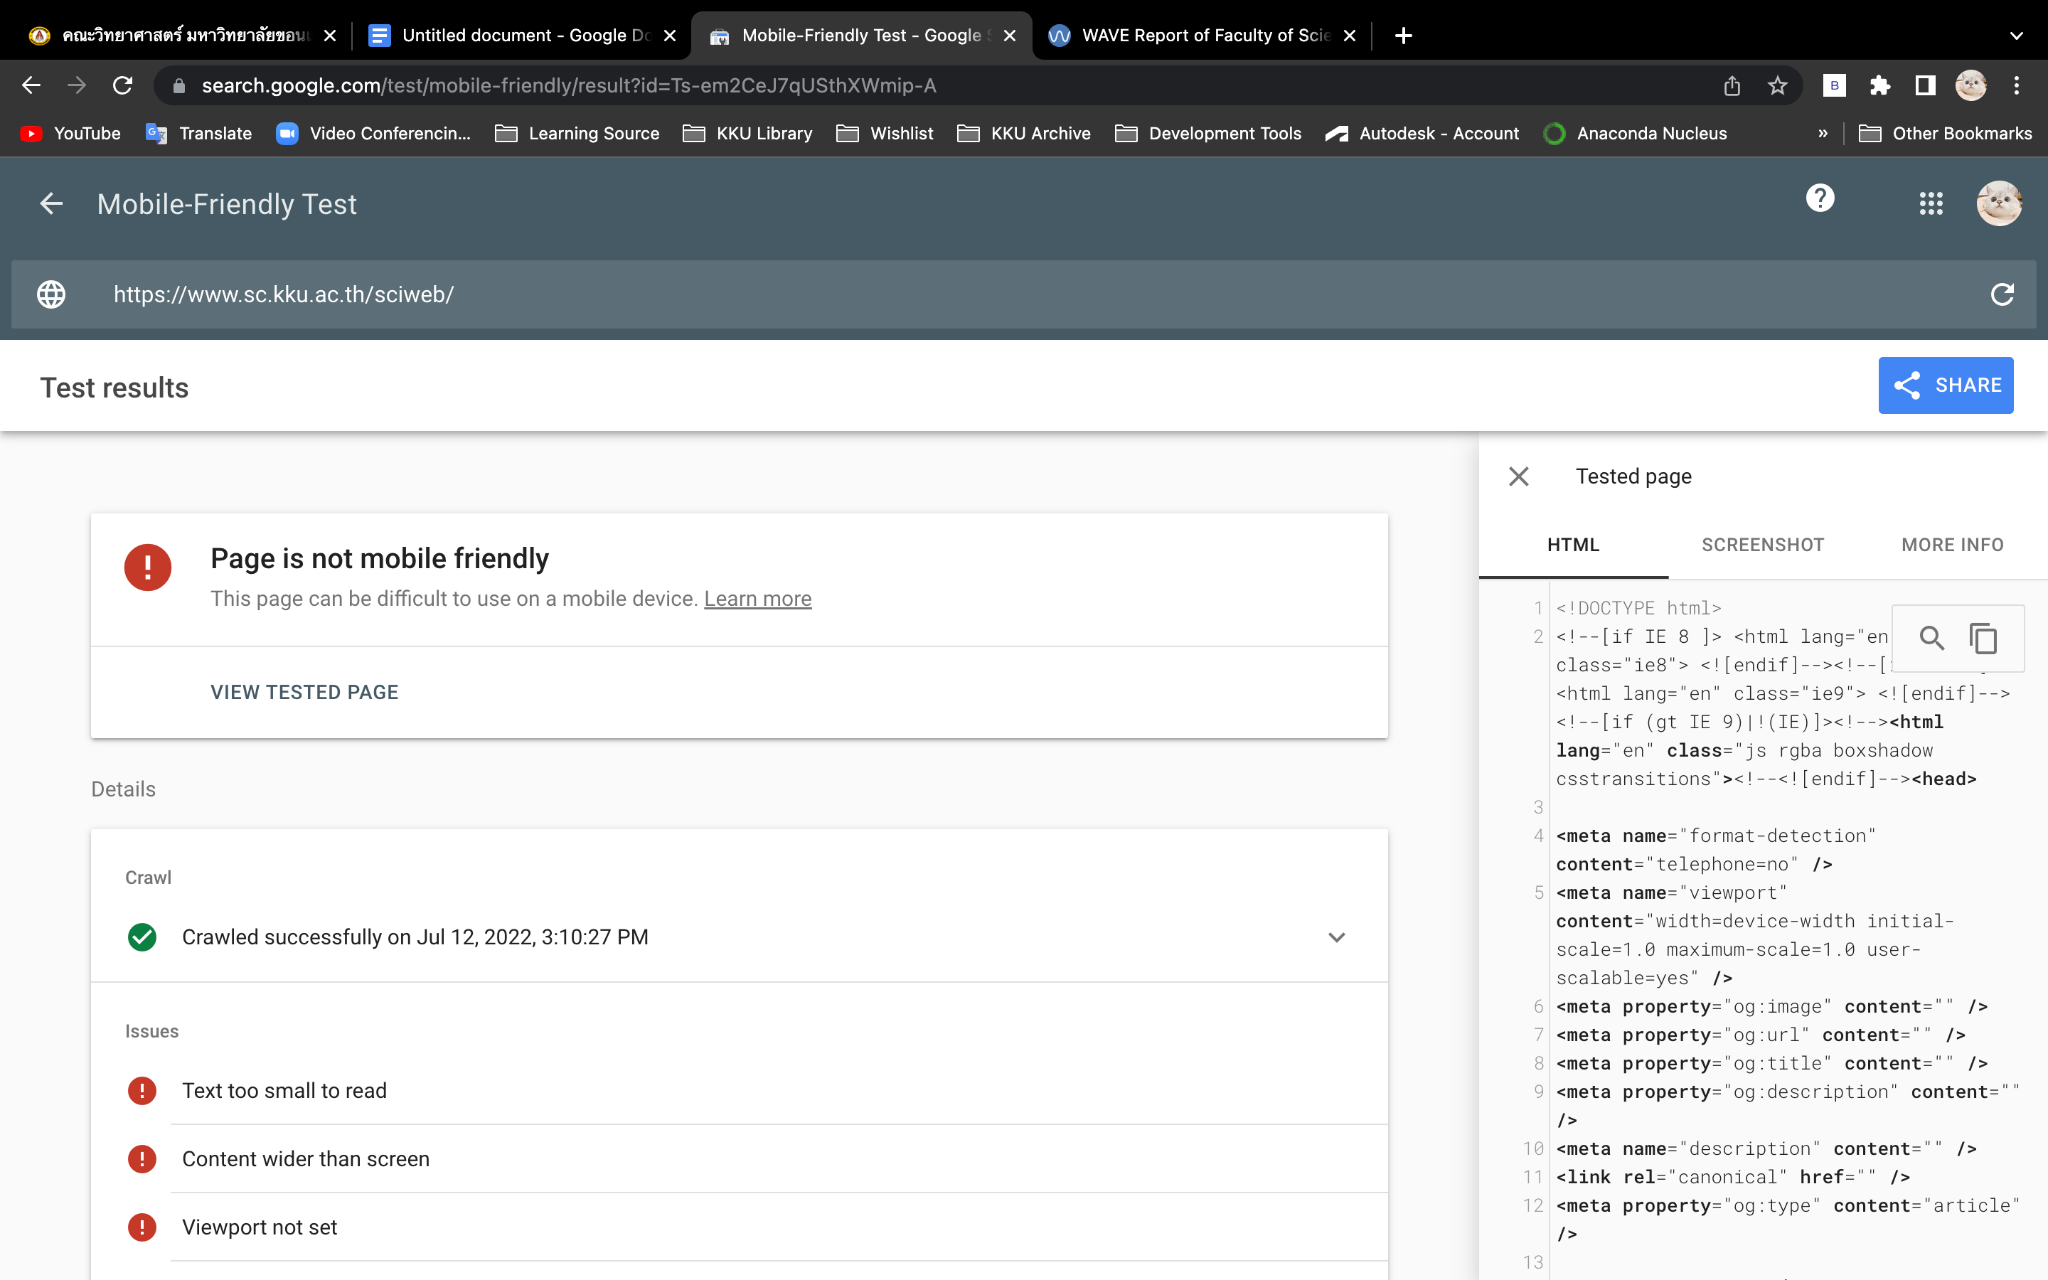 คณะวิทยาศาสตร์ มหาวิทยาลัยขอน
Untitled document - Google Do
Mobile-Friendly Test - Google S
WAVE Report of Faculty of Scie
search.google.com/test/mobile-friendly/result?id=Ts-em2CeJ7qUSthXWmip-A
B
YouTube
Translate
Video Conferencin...
Learning Source
KKU Library
Wishlist
KKU Archive
Development Tools
Autodesk - Account
Anaconda Nucleus
»
Other Bookmarks
Mobile-Friendly Test
https://www.sc.kku.ac.th/sciweb/
Test results
SHARE
Page is not mobile friendly
This page can be difficult to use on a mobile device. Learn more
VIEW TESTED PAGE
Details
Crawl
Crawled successfully on Jul 12, 2022, 3:10:27 PM
Issues
Text too small to read
Content wider than screen
Viewport not set
Tested page
HTML
SCREENSHOT
MORE INFO
1 <!DOCTYPE html>
2 <!--[if IE 8 ]> <html lang="en
class="ie8"> <![endif]--><!--[
<html lang="en" class="ie9"> <![endif]-->
<!--[if (gt IE 9)|!(IE)]><!--><html
lang="en" class="js rgba boxshadow
csstransitions"><!--<![endif]--><head>
3
4 <meta name="format-detection"
content="telephone=no" />
5 <meta name="viewport"
content="width=device-width initial-
scale=1.0 maximum-scale=1.0 user-
scalable=yes" />
6 <meta property="og:image" content="" />
7 <meta property="og:url" content="" />
8 <meta property="og:title" content="" />
9 <meta property="og:description" content=""
/>
10 <meta name="description" content="" />
11 <link rel="canonical" href="" />
12 <meta property="og:type" content="article"
/>
13